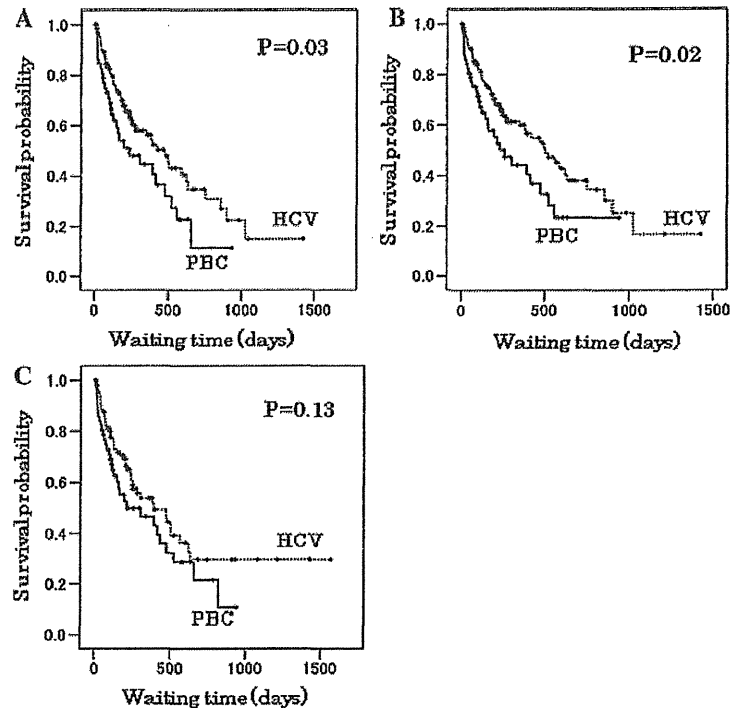 A
P=0.03
Survival probability
1.0
0.8
0.6
0.4
0.2
0.0
HCV
PBC
0 500 1000 1500
Waiting time (days)
B
P=0.02
Survival probability
1.0
0.8
0.6
0.4
0.2
0.0
HCV
PBC
0 500 1000 1500
Waiting time (days)
C
P=0.13
Survival probability
1.0
0.8
0.6
0.4
0.2
0.0
HCV
PBC
0 500 1000 1500
Waiting time (days)